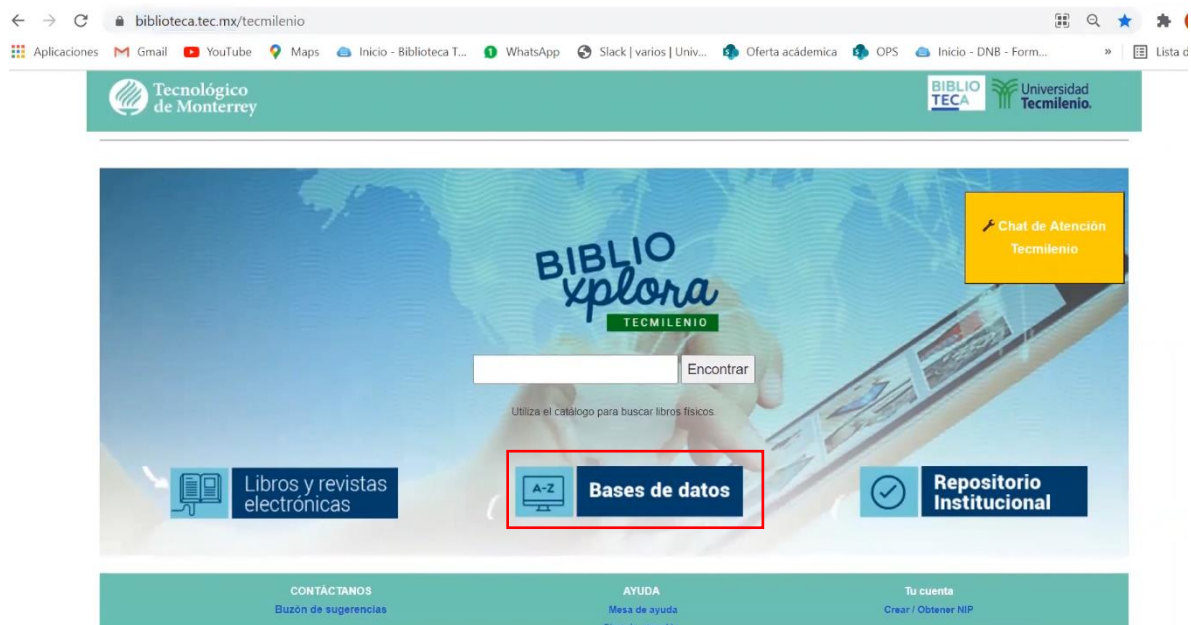 biblioteca.tec.mx/tecmilenio
Aplicaciones Gmail YouTube Maps Inicio - Biblioteca T... WhatsApp Slack | varios | Univ... Oferta académica OPS Inicio - DNB - Form... » Lista d
Tecnológico
de Monterrey
BIBLIO
TECA
Universidad
Tecmilenio.
Chat de Atención
Tecmilenio
BIBLIO
xplora
TECMILENIO
Encontrar
Utiliza el catálogo para buscar libros físicos.
Libros y revistas
electrónicas
A-Z
Bases de datos
Repositorio
Institucional
CONTÁCTANOS
AYUDA
Tu cuenta
Buzón de sugerencias
Mesa de ayuda
Crear / Obtener NIP